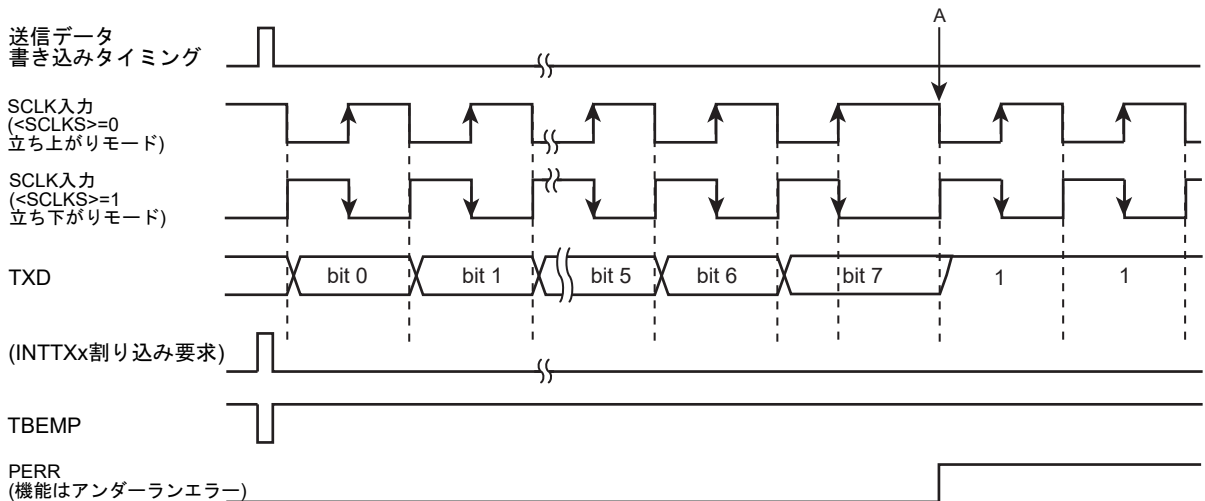 A
送信データ
書き込みタイミング
SCLK入力
(<SCLKS>=0
立ち上がりモード)
SCLK入力
(<SCLKS>=1
立ち下がりモード)
TXD
bit 0
bit 1
bit 5
bit 6
bit 7
1
1
(INTTXx割り込み要求)
TBEMP
PERR
(機能はアンダーランエラー)